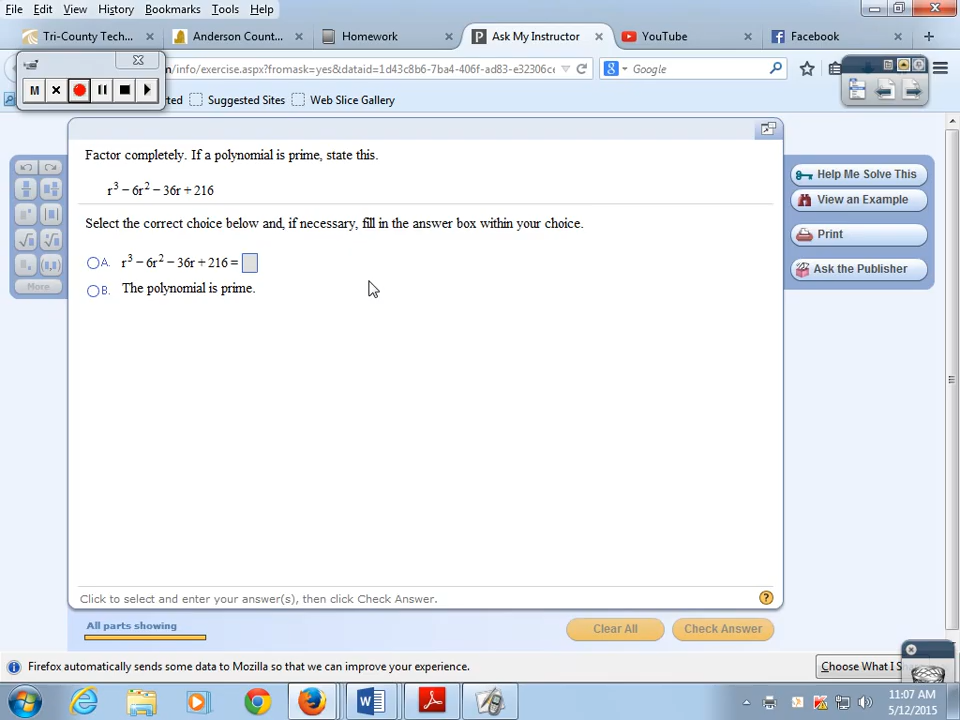 File Edit View History Bookmarks Tools Help
Tri-County Tech... × Anderson Count... × Homework × Ask My Instructor × YouTube × Facebook × +
m/info/exercise.aspx?fromask=yes&dataid=1d43c8b6-7ba4-406f-ad83-e32306ce
Google
M
ted Suggested Sites Web Slice Gallery
Factor completely. If a polynomial is prime, state this.
r³ − 6r² − 36r + 216
Select the correct choice below and, if necessary, fill in the answer box within your choice.
A. r³ − 6r² − 36r + 216 =
B. The polynomial is prime.
More
Help Me Solve This
View an Example
Print
Ask the Publisher
Click to select and enter your answer(s), then click Check Answer.
?
All parts showing
Clear All
Check Answer
Firefox automatically sends some data to Mozilla so that we can improve your experience.
Choose What I S
11:07 AM
5/12/2015